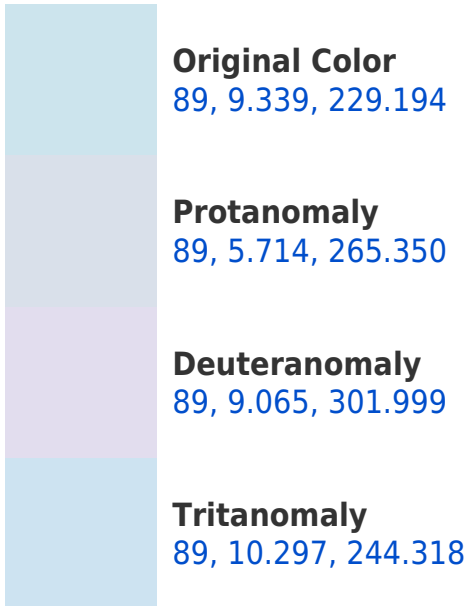 Original Color
89, 9.339, 229.194
Protanomaly
89, 5.714, 265.350
Deuteranomaly
89, 9.065, 301.999
Tritanomaly
89, 10.297, 244.318